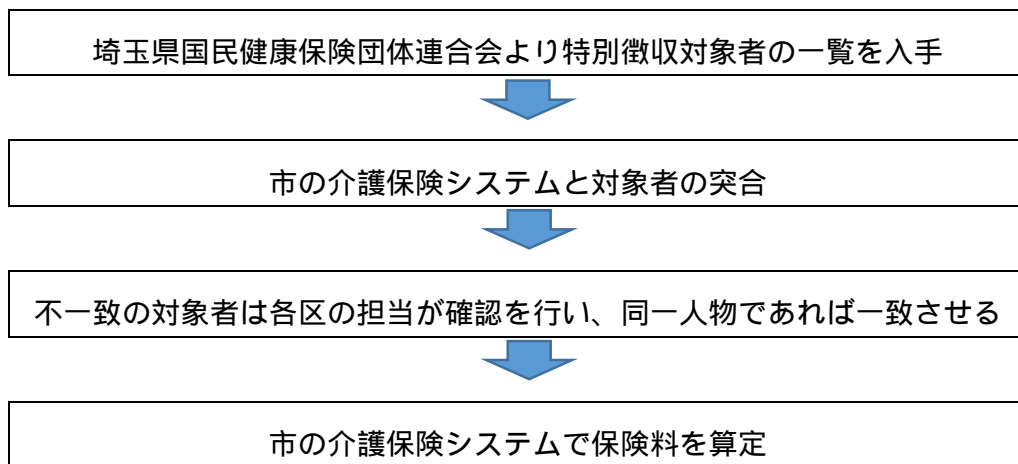 埼玉県国民健康保険団体連合会より特別徴収対象者の一覧を入手
市の介護保険システムと対象者の突合
不一致の対象者は各区の担当が確認を行い、同一人物であれば一致させる
市の介護保険システムで保険料を算定